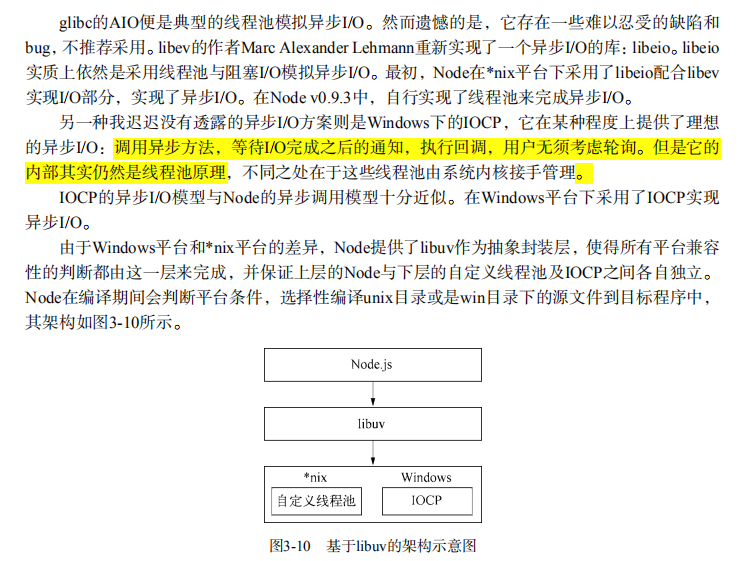 glibc的AIO便是典型的线程池模拟异步I/O。然而遗憾的是，它存在一些难以忍受的缺陷和
bug，不推荐采用。libev的作者Marc Alexander Lehmann重新实现了一个异步I/O的库：libeio。libeio
实质上依然是采用线程池与阻塞I/O模拟异步I/O。最初，Node在*nix平台下采用了libeio配合libev
实现I/O部分，实现了异步I/O。在Node v0.9.3中，自行实现了线程池来完成异步I/O。
另一种我迟迟没有透露的异步I/O方案则是Windows下的IOCP，它在某种程度上提供了理想
的异步I/O：调用异步方法，等待I/O完成之后的通知，执行回调，用户无须考虑轮询。但是它的
内部其实仍然是线程池原理，不同之处在于这些线程池由系统内核接手管理。
IOCP的异步I/O模型与Node的异步调用模型十分近似。在Windows平台下采用了IOCP实现
异步I/O。
由于Windows平台和*nix平台的差异，Node提供了libuv作为抽象封装层，使得所有平台兼容
性的判断都由这一层来完成，并保证上层的Node与下层的自定义线程池及IOCP之间各自独立。
Node在编译期间会判断平台条件，选择性编译unix目录或是win目录下的源文件到目标程序中，
其架构如图3-10所示。
Node.js
libuv
*nix Windows
自定义线程池 IOCP
图3-10 基于libuv的架构示意图